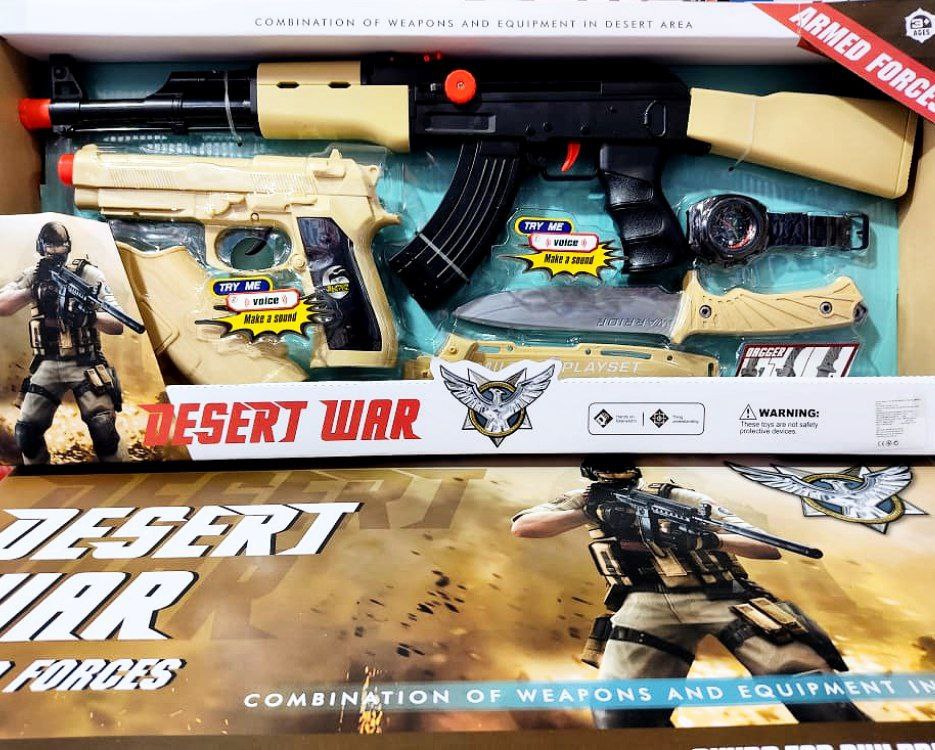 COMBINATION OF WEAPONS AND EQUIPMENT IN DESERT AREA
ARMED FORCES
3+
AGES
TRY ME
voice
Make a sound
TRY ME
voice
Make a sound
WARRIOR
PLAYSET
DAGGER
DESERT WAR
WARNING:
These toys are not safety
protective devices.
DESERT
DESERT
WAR
FORCES
COMBINATION OF WEAPONS AND EQUIPMENT IN